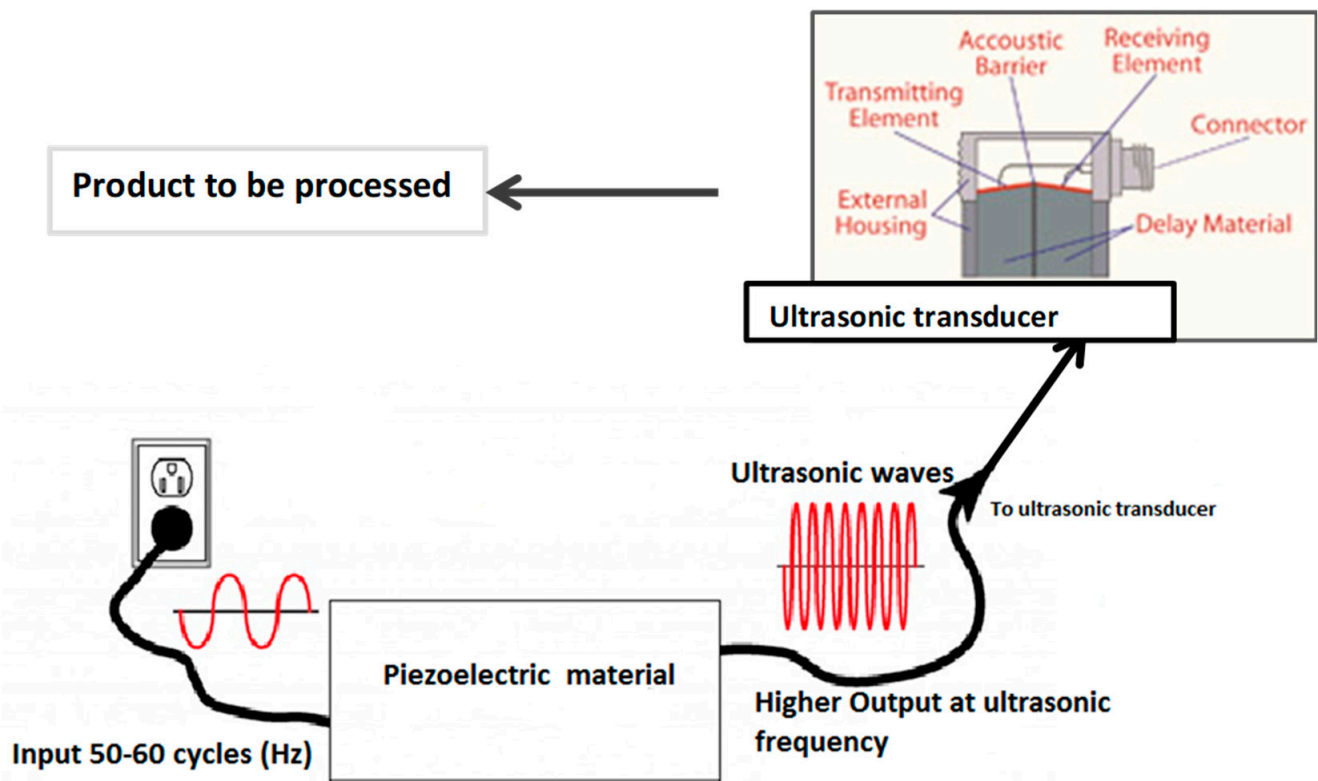 Accoustic
Barrier
Receiving
Element
Transmitting
Element
Connector
Product to be processed
External
Housing
Delay Material
Ultrasonic transducer
Ultrasonic waves
To ultrasonic transducer
Piezoelectric material
Higher Output at ultrasonic
frequency
Input 50-60 cycles (Hz)